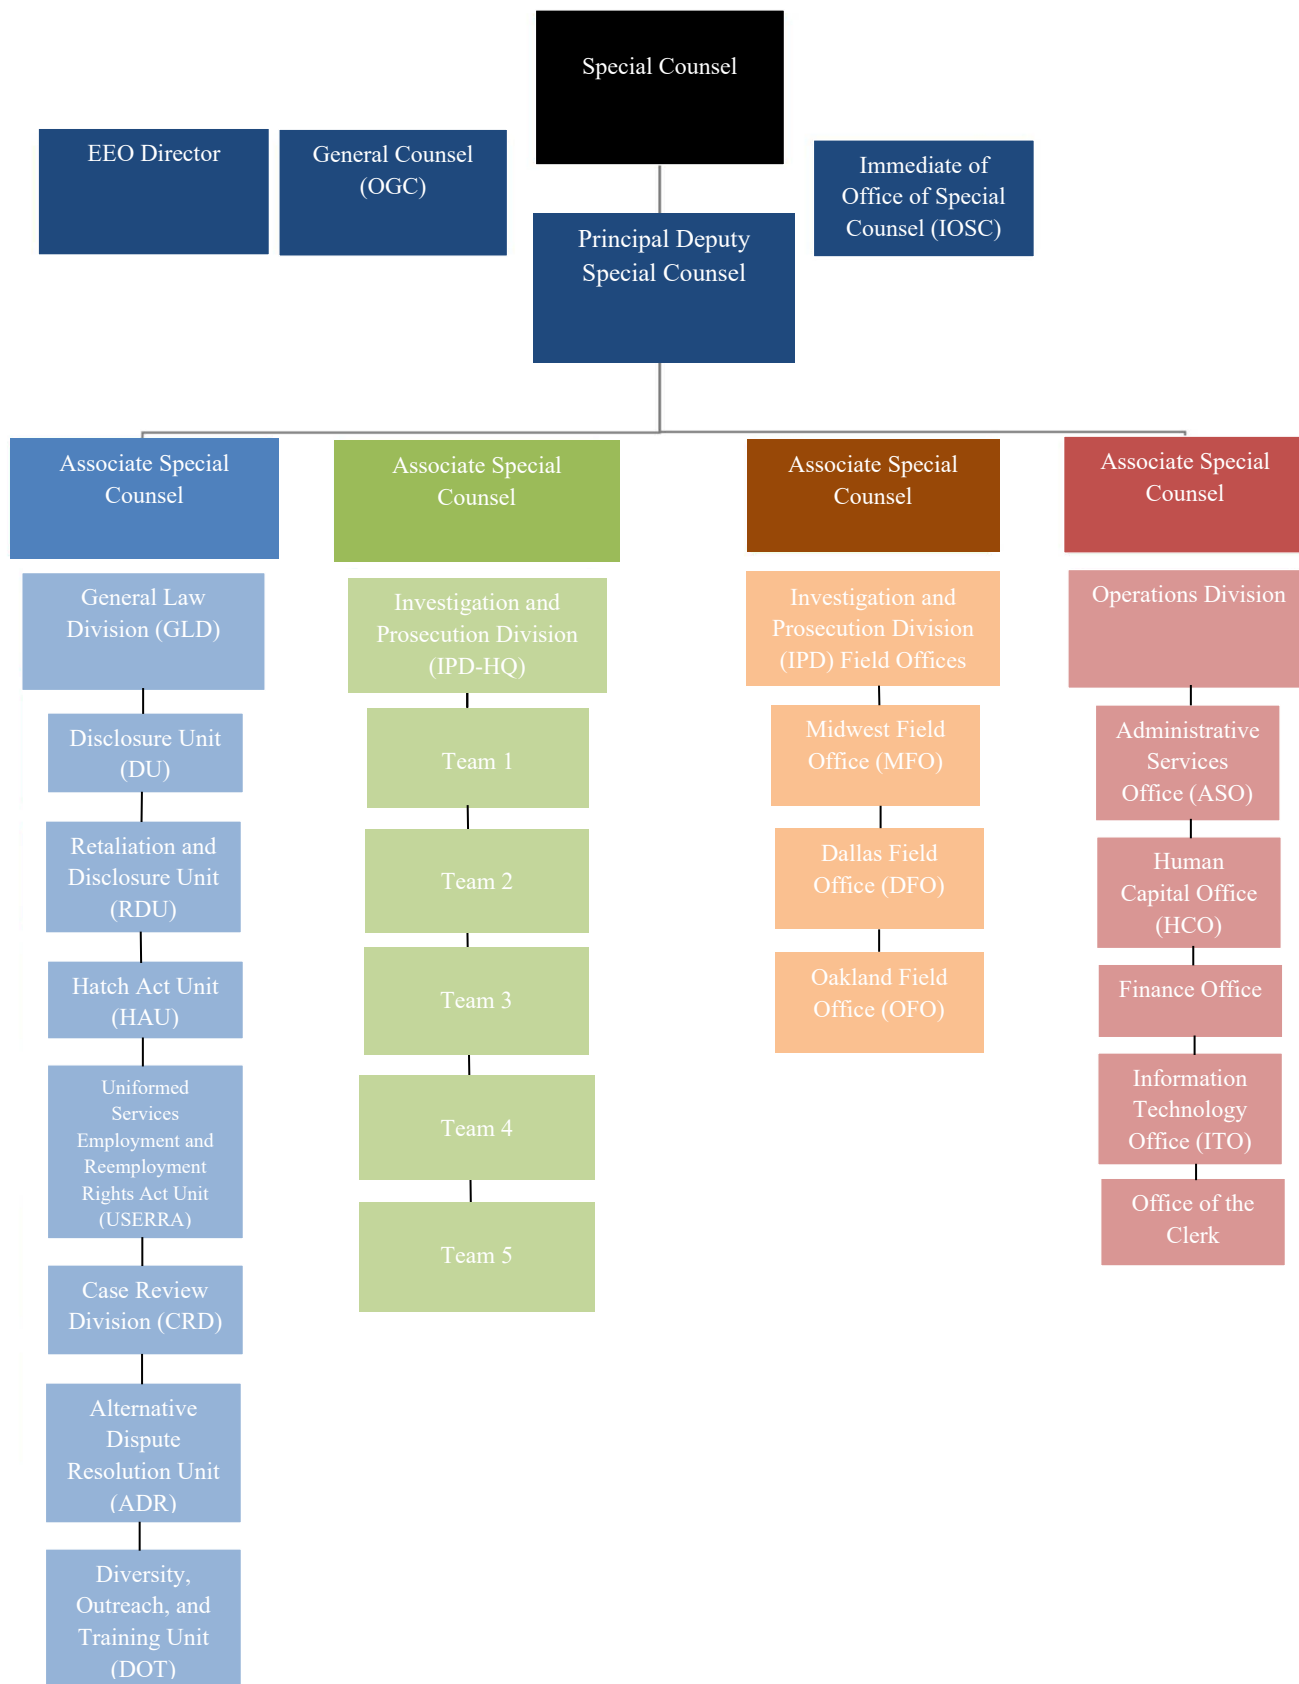 Special Counsel
EEO Director
General Counsel
(OGC)
Immediate of
Office of Special
Counsel (IOSC)
Principal Deputy
Special Counsel
Associate Special
Counsel
General Law
Division (GLD)
Disclosure Unit
(DU)
Retaliation and
Disclosure Unit
(RDU)
Hatch Act Unit
(HAU)
Uniformed
Services
Employment and
Reemployment
Rights Act Unit
(USERRA)
Case Review
Division (CRD)
Alternative
Dispute
Resolution Unit
(ADR)
Diversity,
Outreach, and
Training Unit
(DOT)
Associate Special
Counsel
Investigation and
Prosecution Division
(IPD-HQ)
Team 1
Team 2
Team 3
Team 4
Team 5
Associate Special
Counsel
Investigation and
Prosecution Division
(IPD) Field Offices
Midwest Field
Office (MFO)
Dallas Field
Office (DFO)
Oakland Field
Office (OFO)
Associate Special
Counsel
Operations Division
Administrative
Services
Office (ASO)
Human
Capital Office
(HCO)
Finance Office
Information
Technology
Office (ITO)
Office of the
Clerk